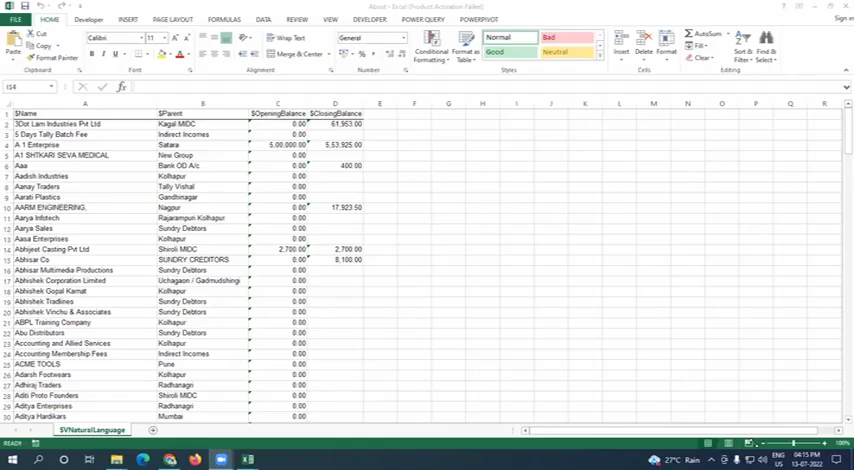 About - Excel (Product Activation Failed)
FILE HOME Developer INSERT PAGE LAYOUT FORMULAS DATA REVIEW VIEW DEVELOPER POWER QUERY POWERPIVOT Sign in
Cut Calibri 11 Wrap Text General Normal Bad AutoSum
Copy Fill
Paste Format Painter B I U Merge & Center Conditional Formatting Format as Table Good Neutral Insert Delete Format Clear Sort & Filter Find & Select
Clipboard Font Alignment Number Styles Cells Editing
I14 fx
A B C D E F G H I J K L M N O P Q R
1 $Name $Parent $OpeningBalance $ClosingBalance
2 3Dot Lam Industries Pvt Ltd Kagal MIDC 0.00 61,953.00
3 5 Days Tally Batch Fee Indirect Incomes 0.00
4 A 1 Enterprise Satara 5,00,000.00 5,53,925.00
5 A1 SHTKARI SEVA MEDICAL New Group 0.00
6 Aaa Bank OD A/c 0.00 400.00
7 Aadish Industries Kolhapur 0.00
8 Aanay Traders Tally Vishal 0.00
9 Aarati Plastics Gandhinagar 0.00
10 AARM ENGINEERING, Nagpur 0.00 17,923.50
11 Aarya Infotech Rajarampuri Kolhapur 0.00
12 Aarya Sales Sundry Debtors 0.00
13 Aasa Enterprises Kolhapur 0.00
14 Abhijeet Casting Pvt Ltd Shiroli MIDC 2,700.00 2,700.00
15 Abhisar Co SUNDRY CREDITORS 0.00 8,100.00
16 Abhisar Multimedia Productions Sundry Debtors 0.00
17 Abhishek Corporation Limited Uchagaon / Gadmudshingi 0.00
18 Abhishek Gopal Kamat Kolhapur 0.00
19 Abhishek Tradlines Sundry Debtors 0.00
20 Abhishek Vinchu & Associates Sundry Debtors 0.00
21 ABPL Training Company Kolhapur 0.00
22 Abu Distributors Sundry Debtors 0.00
23 Accounting and Allied Services Kolhapur 0.00
24 Accounting Membership Fees Indirect Incomes 0.00
25 ACME TOOLS Pune 0.00
26 Adarsh Footwears Kolhapur 0.00
27 Adhiraj Traders Radhanagri 0.00
28 Aditi Proto Founders Shiroli MIDC 0.00
29 Aditya Enterprises Radhanagri 0.00
30 Aditya Hardikars Mumbai 0.00
SVNaturalLanguage
READY 100%
27°C Rain ENG US 04:15 PM 13-07-2022